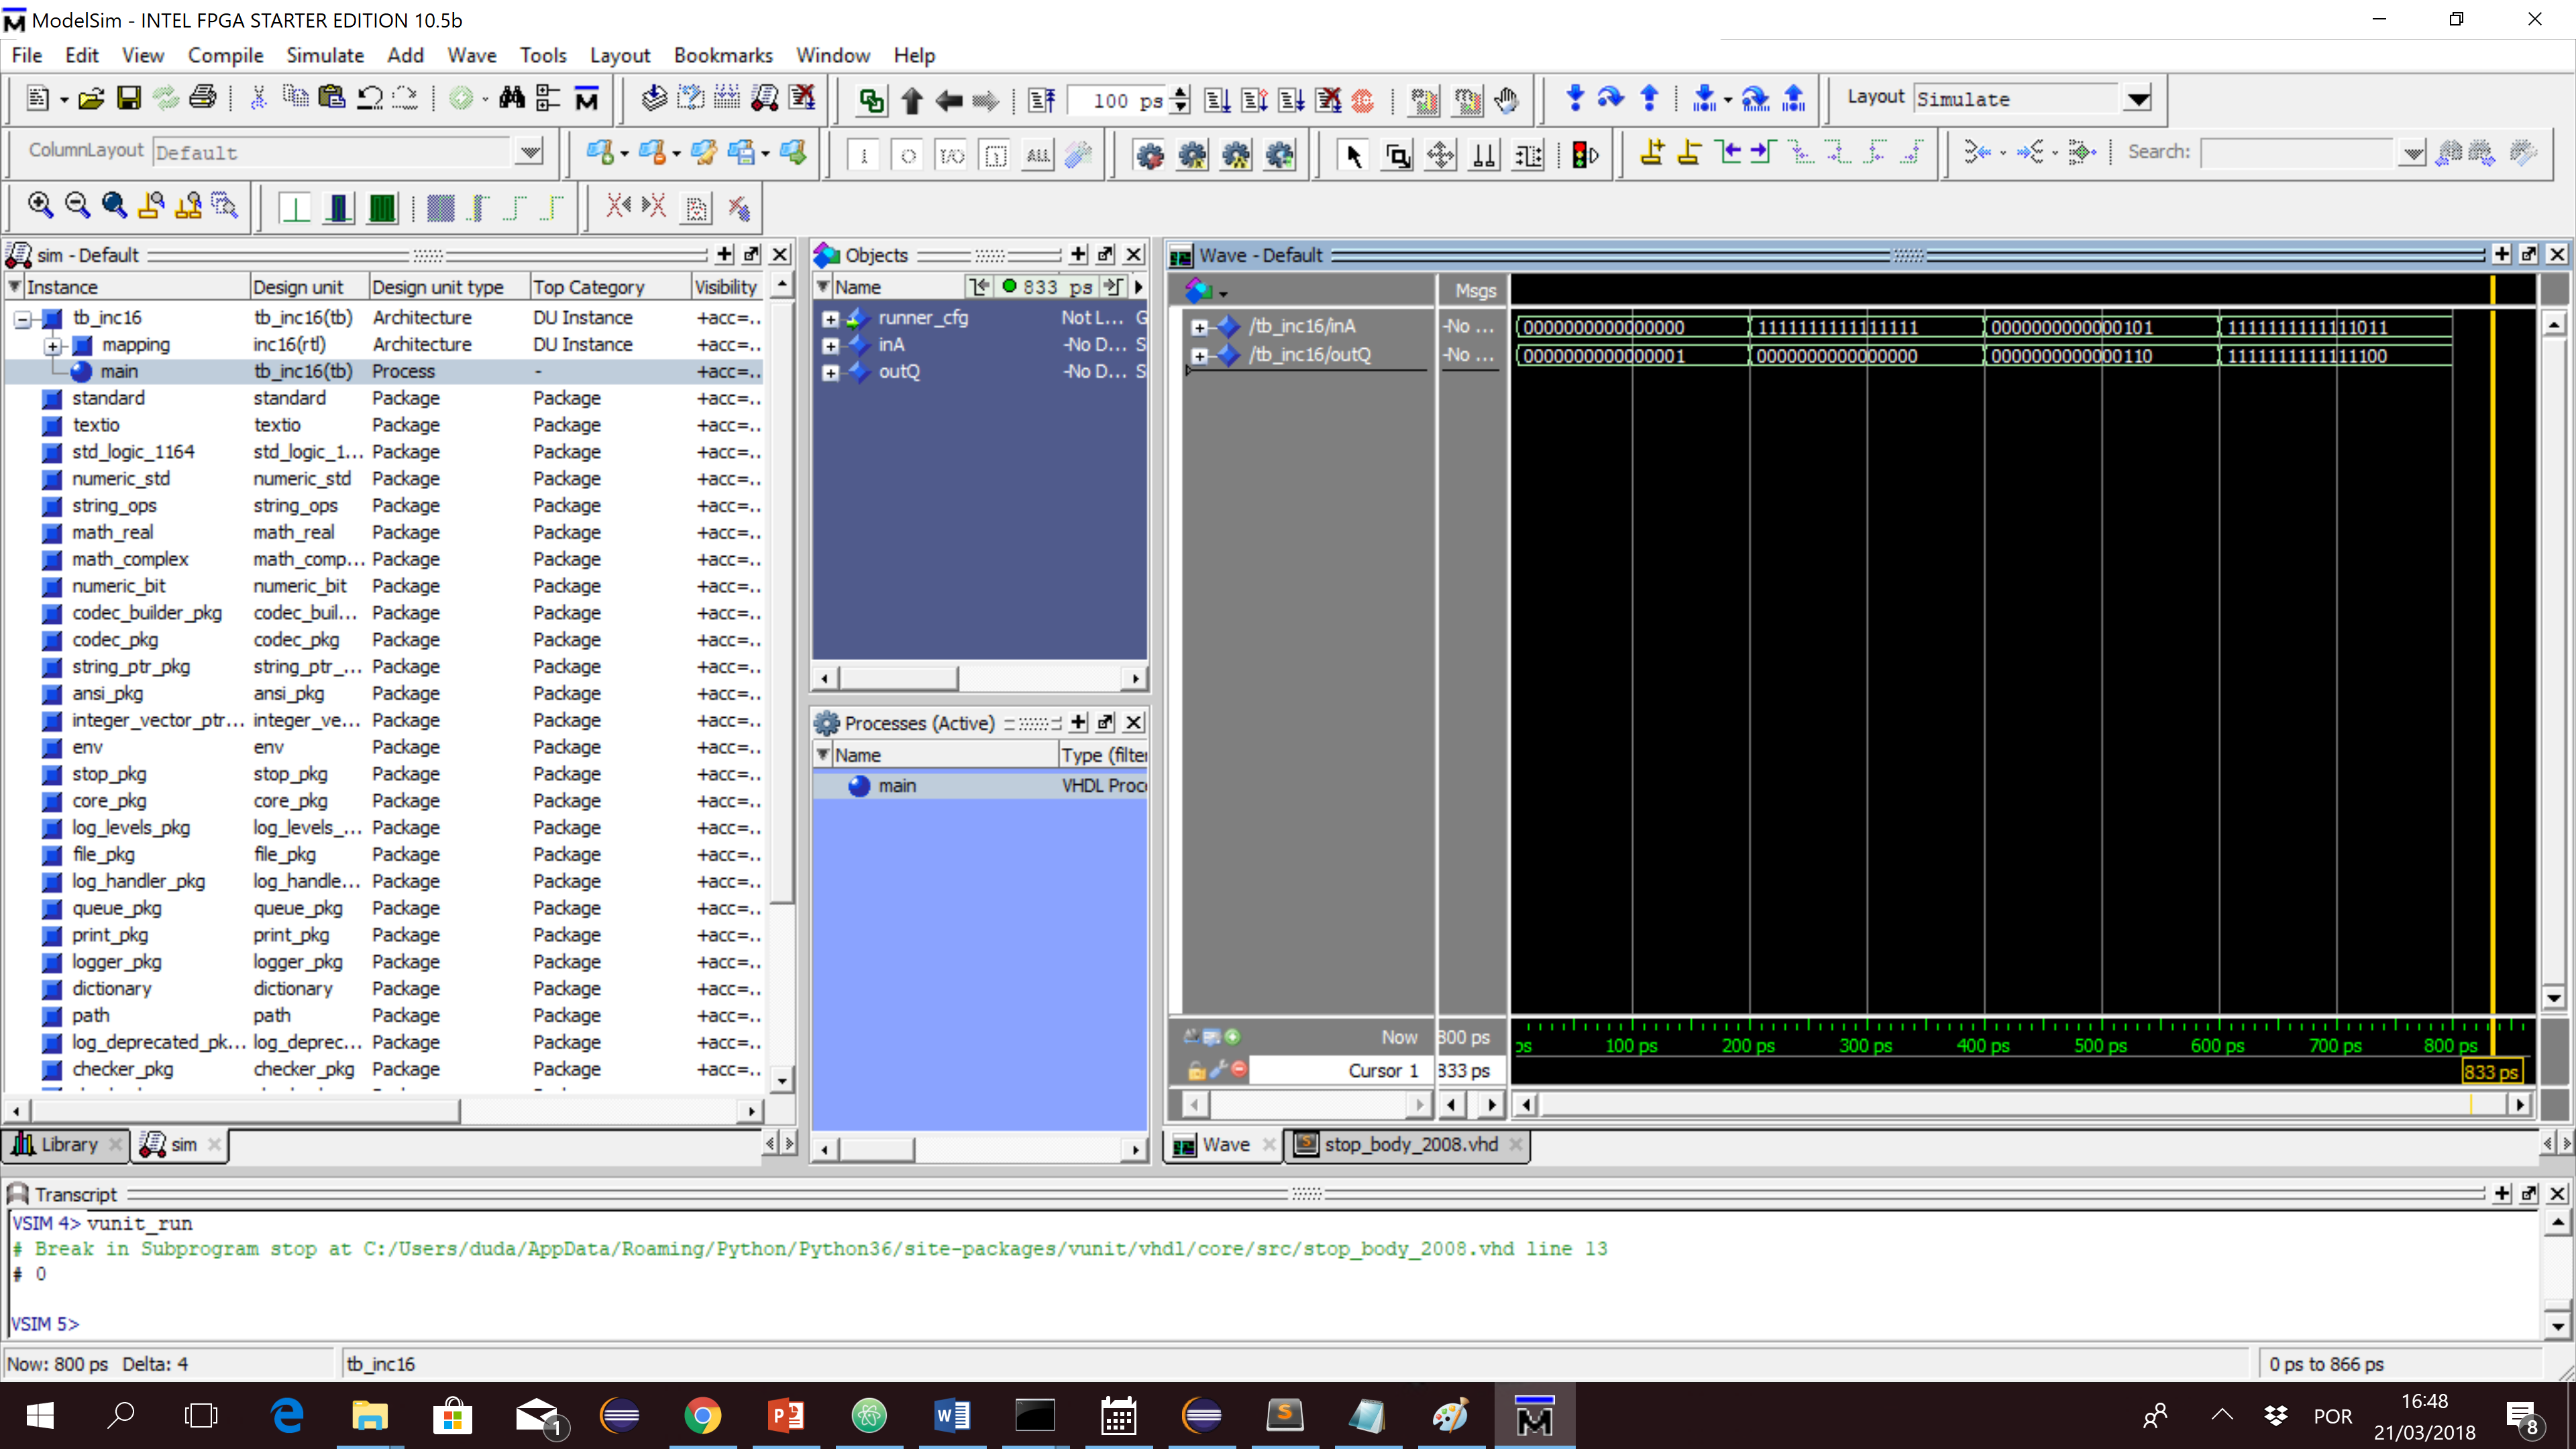 ModelSim - INTEL FPGA STARTER EDITION 10.5b
File Edit View Compile Simulate Add Wave Tools Layout Bookmarks Window Help
100 ps Layout Simulate
ColumnLayout Default I/O ALL Search:
sim - Default
Instance Design unit Design unit type Top Category Visibility
tb_inc16 tb_inc16(tb) Architecture DU Instance +acc=..
mapping inc16(rtl) Architecture DU Instance +acc=..
main tb_inc16(tb) Process - +acc=..
standard standard Package Package +acc=..
textio textio Package Package +acc=..
std_logic_1164 std_logic_1... Package Package +acc=..
numeric_std numeric_std Package Package +acc=..
string_ops string_ops Package Package +acc=..
math_real math_real Package Package +acc=..
math_complex math_comp... Package Package +acc=..
numeric_bit numeric_bit Package Package +acc=..
codec_builder_pkg codec_buil... Package Package +acc=..
codec_pkg codec_pkg Package Package +acc=..
string_ptr_pkg string_ptr_... Package Package +acc=..
ansi_pkg ansi_pkg Package Package +acc=..
integer_vector_ptr... integer_ve... Package Package +acc=..
env env Package Package +acc=..
stop_pkg stop_pkg Package Package +acc=..
core_pkg core_pkg Package Package +acc=..
log_levels_pkg log_levels_... Package Package +acc=..
file_pkg file_pkg Package Package +acc=..
log_handler_pkg log_handle... Package Package +acc=..
queue_pkg queue_pkg Package Package +acc=..
print_pkg print_pkg Package Package +acc=..
logger_pkg logger_pkg Package Package +acc=..
dictionary dictionary Package Package +acc=..
path path Package Package +acc=..
log_deprecated_pk... log_deprec... Package Package +acc=..
checker_pkg checker_pkg Package Package +acc=..
Library sim
Objects
Name 833 ps
runner_cfg Not L... G
inA -No D... S
outQ -No D... S
Processes (Active)
Name Type (filter
main VHDL Proc
Wave - Default
Msgs
/tb_inc16/inA -No ... 0000000000000000 1111111111111111 0000000000000101 1111111111111011
/tb_inc16/outQ -No ... 0000000000000001 0000000000000000 0000000000000110 1111111111111100
Now 800 ps ps 100 ps 200 ps 300 ps 400 ps 500 ps 600 ps 700 ps 800 ps
Cursor 1 833 ps 833 ps
Wave stop_body_2008.vhd
Transcript
VSIM 4> vunit_run
# Break in Subprogram stop at C:/Users/duda/AppData/Roaming/Python/Python36/site-packages/vunit/vhdl/core/src/stop_body_2008.vhd line 13
# 0
VSIM 5>
Now: 800 ps Delta: 4 tb_inc16 0 ps to 866 ps
1 POR 16:48
21/03/2018 8